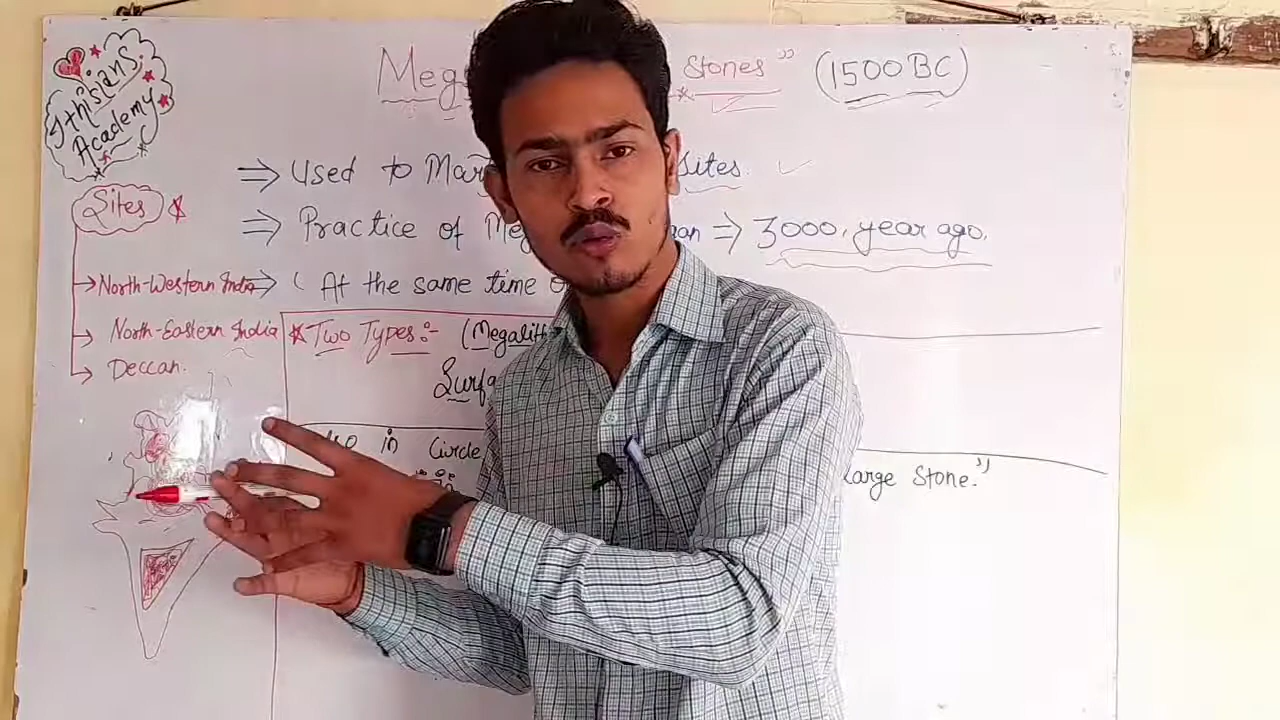 Ithisians
Academy
Meg Stones" (1500 BC)
⇒ Used to Mar Sites. ✓
Sites
⇒ Practice of Me ⇒ 3000. year ago.
→ North-Western India
⇒ ( At the same time
→ North-Eastern India
→ Deccan.
Two Types:- (Megalith
Surfa
in Circle
Large Stone."